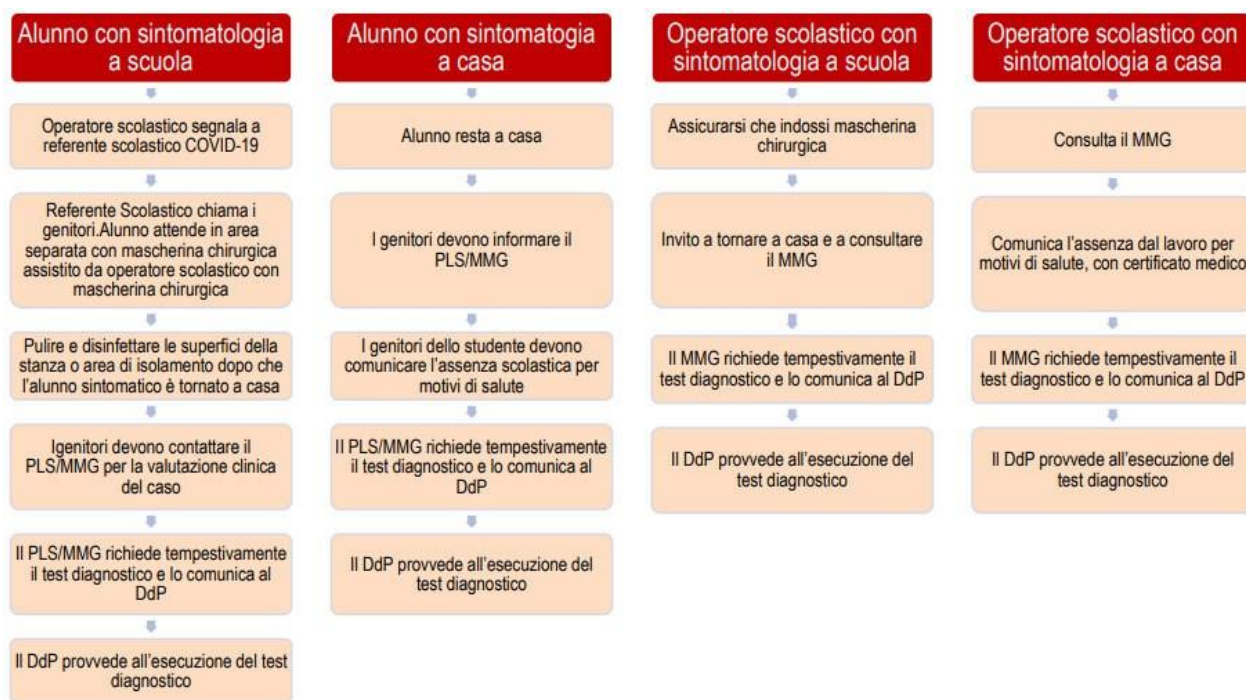 Alunno con sintomatologia
a scuola
Operatore scolastico segnala a
referente scolastico COVID-19
Referente Scolastico chiama i
genitori.Alunno attende in area
separata con mascherina chirurgica
assistito da operatore scolastico con
mascherina chirurgica
Pulire e disinfettare le superfici della
stanza o area di isolamento dopo che
l'alunno sintomatico è tornato a casa
Igenitori devono contattare il
PLS/MMG per la valutazione clinica
del caso
Il PLS/MMG richiede tempestivamente
il test diagnostico e lo comunica al
DdP
Il DdP provvede all'esecuzione del test
diagnostico
Alunno con sintomatogia
a casa
Alunno resta a casa
I genitori devono informare il
PLS/MMG
I genitori dello studente devono
comunicare l'assenza scolastica per
motivi di salute
Il PLS/MMG richiede tempestivamente
il test diagnostico e lo comunica al
DdP
Il DdP provvede all'esecuzione del
test diagnostico
Operatore scolastico con
sintomatologia a scuola
Assicurarsi che indossi mascherina
chirurgica
Invito a tornare a casa e a consultare
il MMG
Il MMG richiede tempestivamente il
test diagnostico e lo comunica al DdP
Il DdP provvede all'esecuzione del
test diagnostico
Operatore scolastico con
sintomatologia a casa
Consulta il MMG
Comunica l'assenza dal lavoro per
motivi di salute, con certificato medico
Il MMG richiede tempestivamente il
test diagnostico e lo comunica al DdP
Il DdP provvede all'esecuzione del
test diagnostico